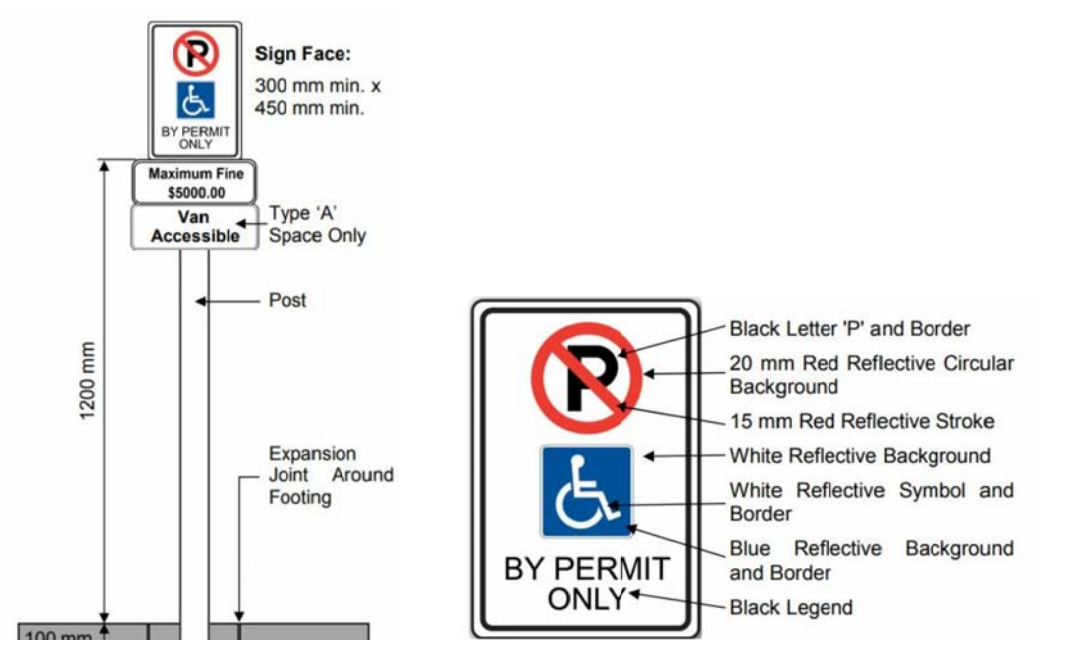 P
Sign Face:
300 mm min. x
450 mm min.
BY PERMIT
ONLY
Maximum Fine
$5000.00
Van
Accessible
Type ‘A’
Space Only
Post
1200 mm
Expansion
Joint Around
Footing
100 mm
P
Black Letter 'P' and Border
20 mm Red Reflective Circular
Background
15 mm Red Reflective Stroke
White Reflective Background
White Reflective Symbol and
Border
Blue Reflective Background
and Border
BY PERMIT
ONLY
Black Legend